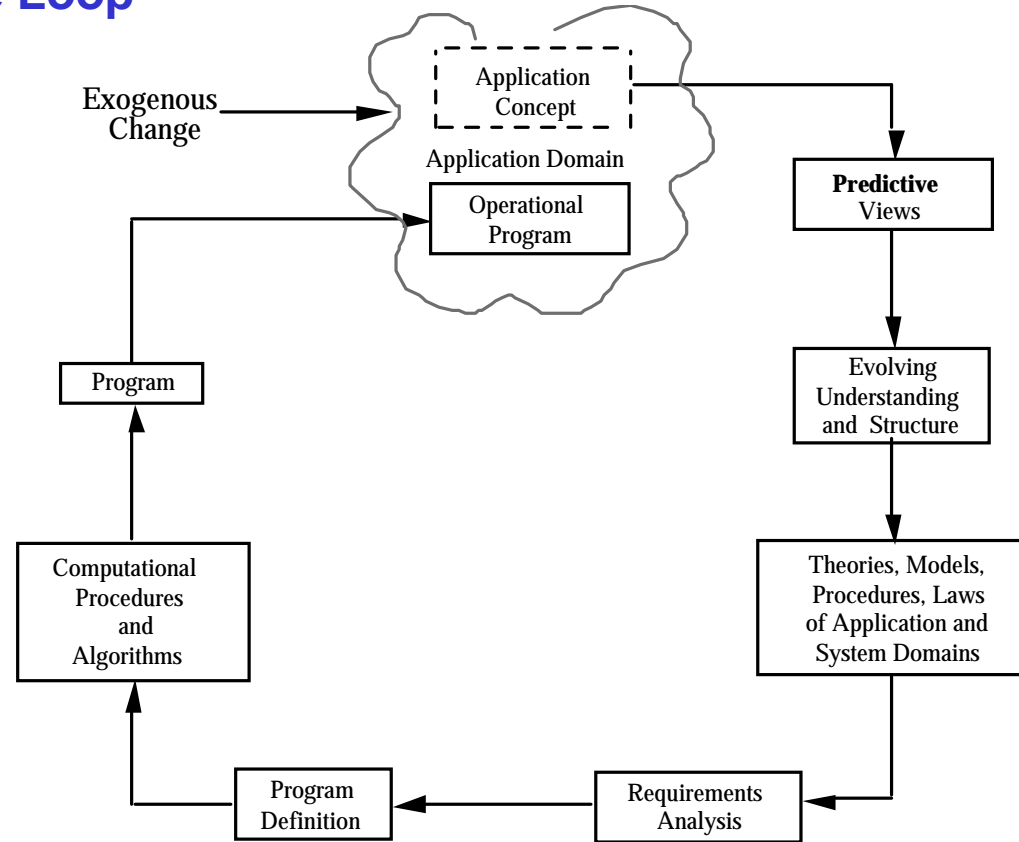 Loop
Application
Concept
Exogenous
Change
Application Domain
Operational
Program
Predictive
Views
Evolving
Understanding
and Structure
Theories, Models,
Procedures, Laws
of Application and
System Domains
Requirements
Analysis
Program
Definition
Computational
Procedures
and
Algorithms
Program